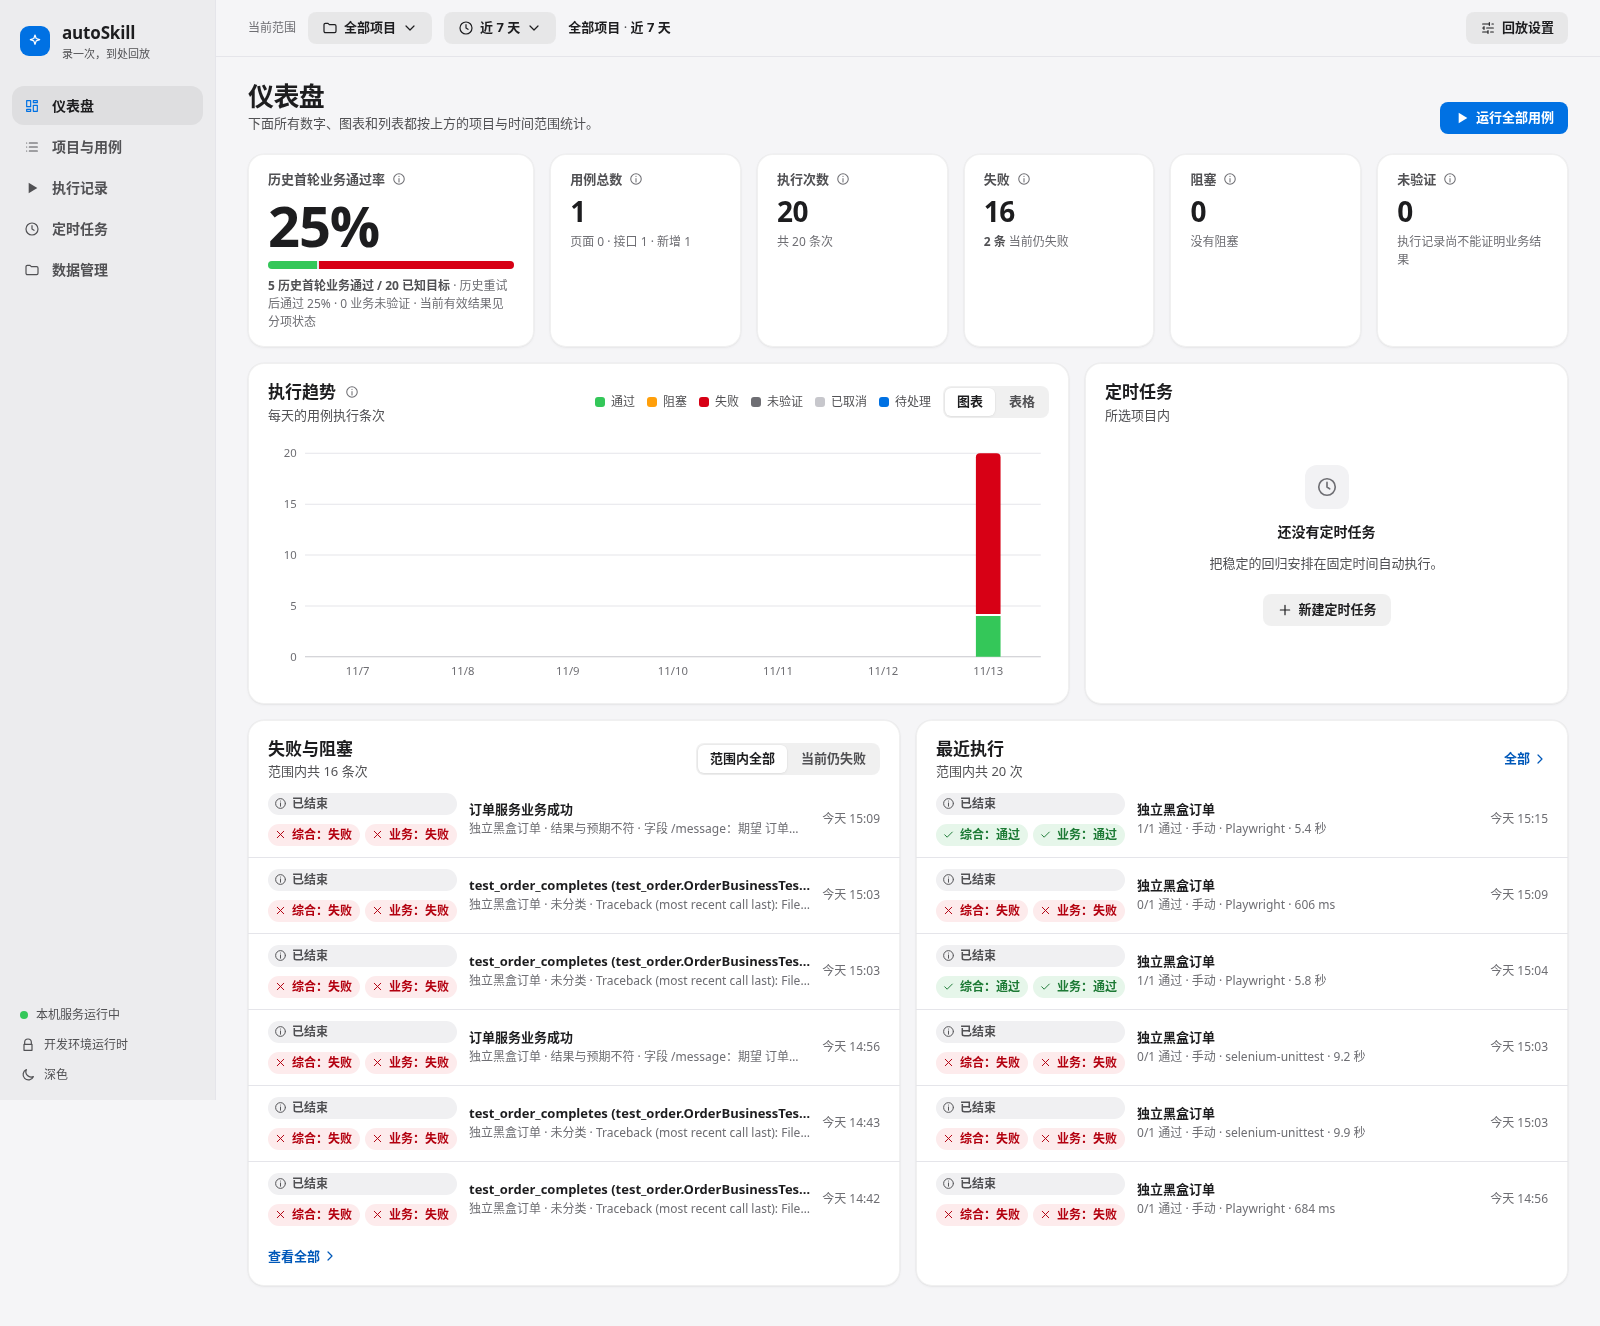 autoSkill
录一次，到处回放
仪表盘
项目与用例
执行记录
定时任务
数据管理
本机服务运行中
开发环境运行时
深色
当前范围
全部项目
近 7 天
全部项目 · 近 7 天
回放设置
仪表盘
下面所有数字、图表和列表都按上方的项目与时间范围统计。
运行全部用例
历史首轮业务通过率
25%
5 历史首轮业务通过 / 20 已知目标 · 历史重试
后通过 25% · 0 业务未验证 · 当前有效结果见
分项状态
用例总数
1
页面 0 · 接口 1 · 新增 1
执行次数
20
共 20 条次
失败
16
2 条 当前仍失败
阻塞
0
没有阻塞
未验证
0
执行记录尚不能证明业务结
果
执行趋势
每天的用例执行条次
通过
阻塞
失败
未验证
已取消
待处理
图表
表格
20
15
10
5
0
11/7
11/8
11/9
11/10
11/11
11/12
11/13
定时任务
所选项目内
还没有定时任务
把稳定的回归安排在固定时间自动执行。
新建定时任务
失败与阻塞
范围内共 16 条次
范围内全部
当前仍失败
已结束
综合：失败
业务：失败
订单服务业务成功
独立黑盒订单 · 结果与预期不符 · 字段 /message：期望 订单...
今天 15:09
已结束
综合：失败
业务：失败
test_order_completes (test_order.OrderBusinessTes...
独立黑盒订单 · 未分类 · Traceback (most recent call last): File...
今天 15:03
已结束
综合：失败
业务：失败
test_order_completes (test_order.OrderBusinessTes...
独立黑盒订单 · 未分类 · Traceback (most recent call last): File...
今天 15:03
已结束
综合：失败
业务：失败
订单服务业务成功
独立黑盒订单 · 结果与预期不符 · 字段 /message：期望 订单...
今天 14:56
已结束
综合：失败
业务：失败
test_order_completes (test_order.OrderBusinessTes...
独立黑盒订单 · 未分类 · Traceback (most recent call last): File...
今天 14:43
已结束
综合：失败
业务：失败
test_order_completes (test_order.OrderBusinessTes...
独立黑盒订单 · 未分类 · Traceback (most recent call last): File...
今天 14:42
查看全部
最近执行
范围内共 20 次
全部
已结束
综合：通过
业务：通过
独立黑盒订单
1/1 通过 · 手动 · Playwright · 5.4 秒
今天 15:15
已结束
综合：失败
业务：失败
独立黑盒订单
0/1 通过 · 手动 · Playwright · 606 ms
今天 15:09
已结束
综合：通过
业务：通过
独立黑盒订单
1/1 通过 · 手动 · Playwright · 5.8 秒
今天 15:04
已结束
综合：失败
业务：失败
独立黑盒订单
0/1 通过 · 手动 · selenium-unittest · 9.2 秒
今天 15:03
已结束
综合：失败
业务：失败
独立黑盒订单
0/1 通过 · 手动 · selenium-unittest · 9.9 秒
今天 15:03
已结束
综合：失败
业务：失败
独立黑盒订单
0/1 通过 · 手动 · Playwright · 684 ms
今天 14:56